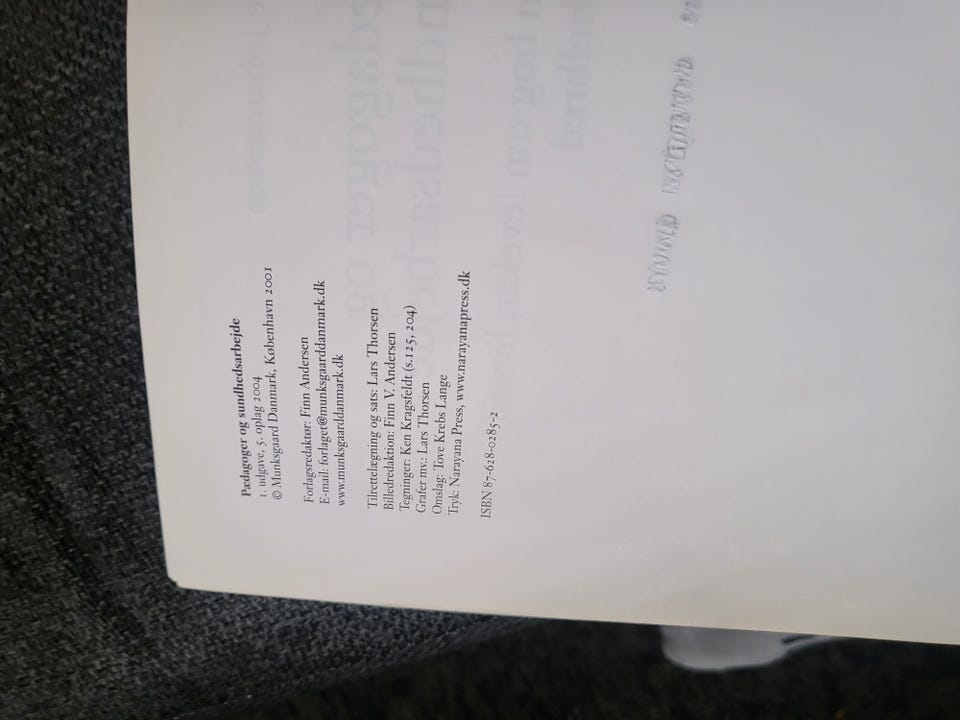 Pædagoger og sundhedsarbejde
1. udgave, 5. oplag 2004
© Munksgaard Danmark, København 2001
Forlagsredaktør: Finn Andersen
E-mail: forlaget@munksgaarddanmark.dk
www.munksgaarddanmark.dk
Tilrettelægning og sats: Lars Thorsen
Billedredaktion: Finn V. Andersen
Tegninger: Ken Kragsfeldt (s.125, 204)
Grafer mv.: Lars Thorsen
Omslag: Tove Krebs Lange
Tryk: Narayana Press, www.narayanapress.dk
ISBN 87-628-0285-2